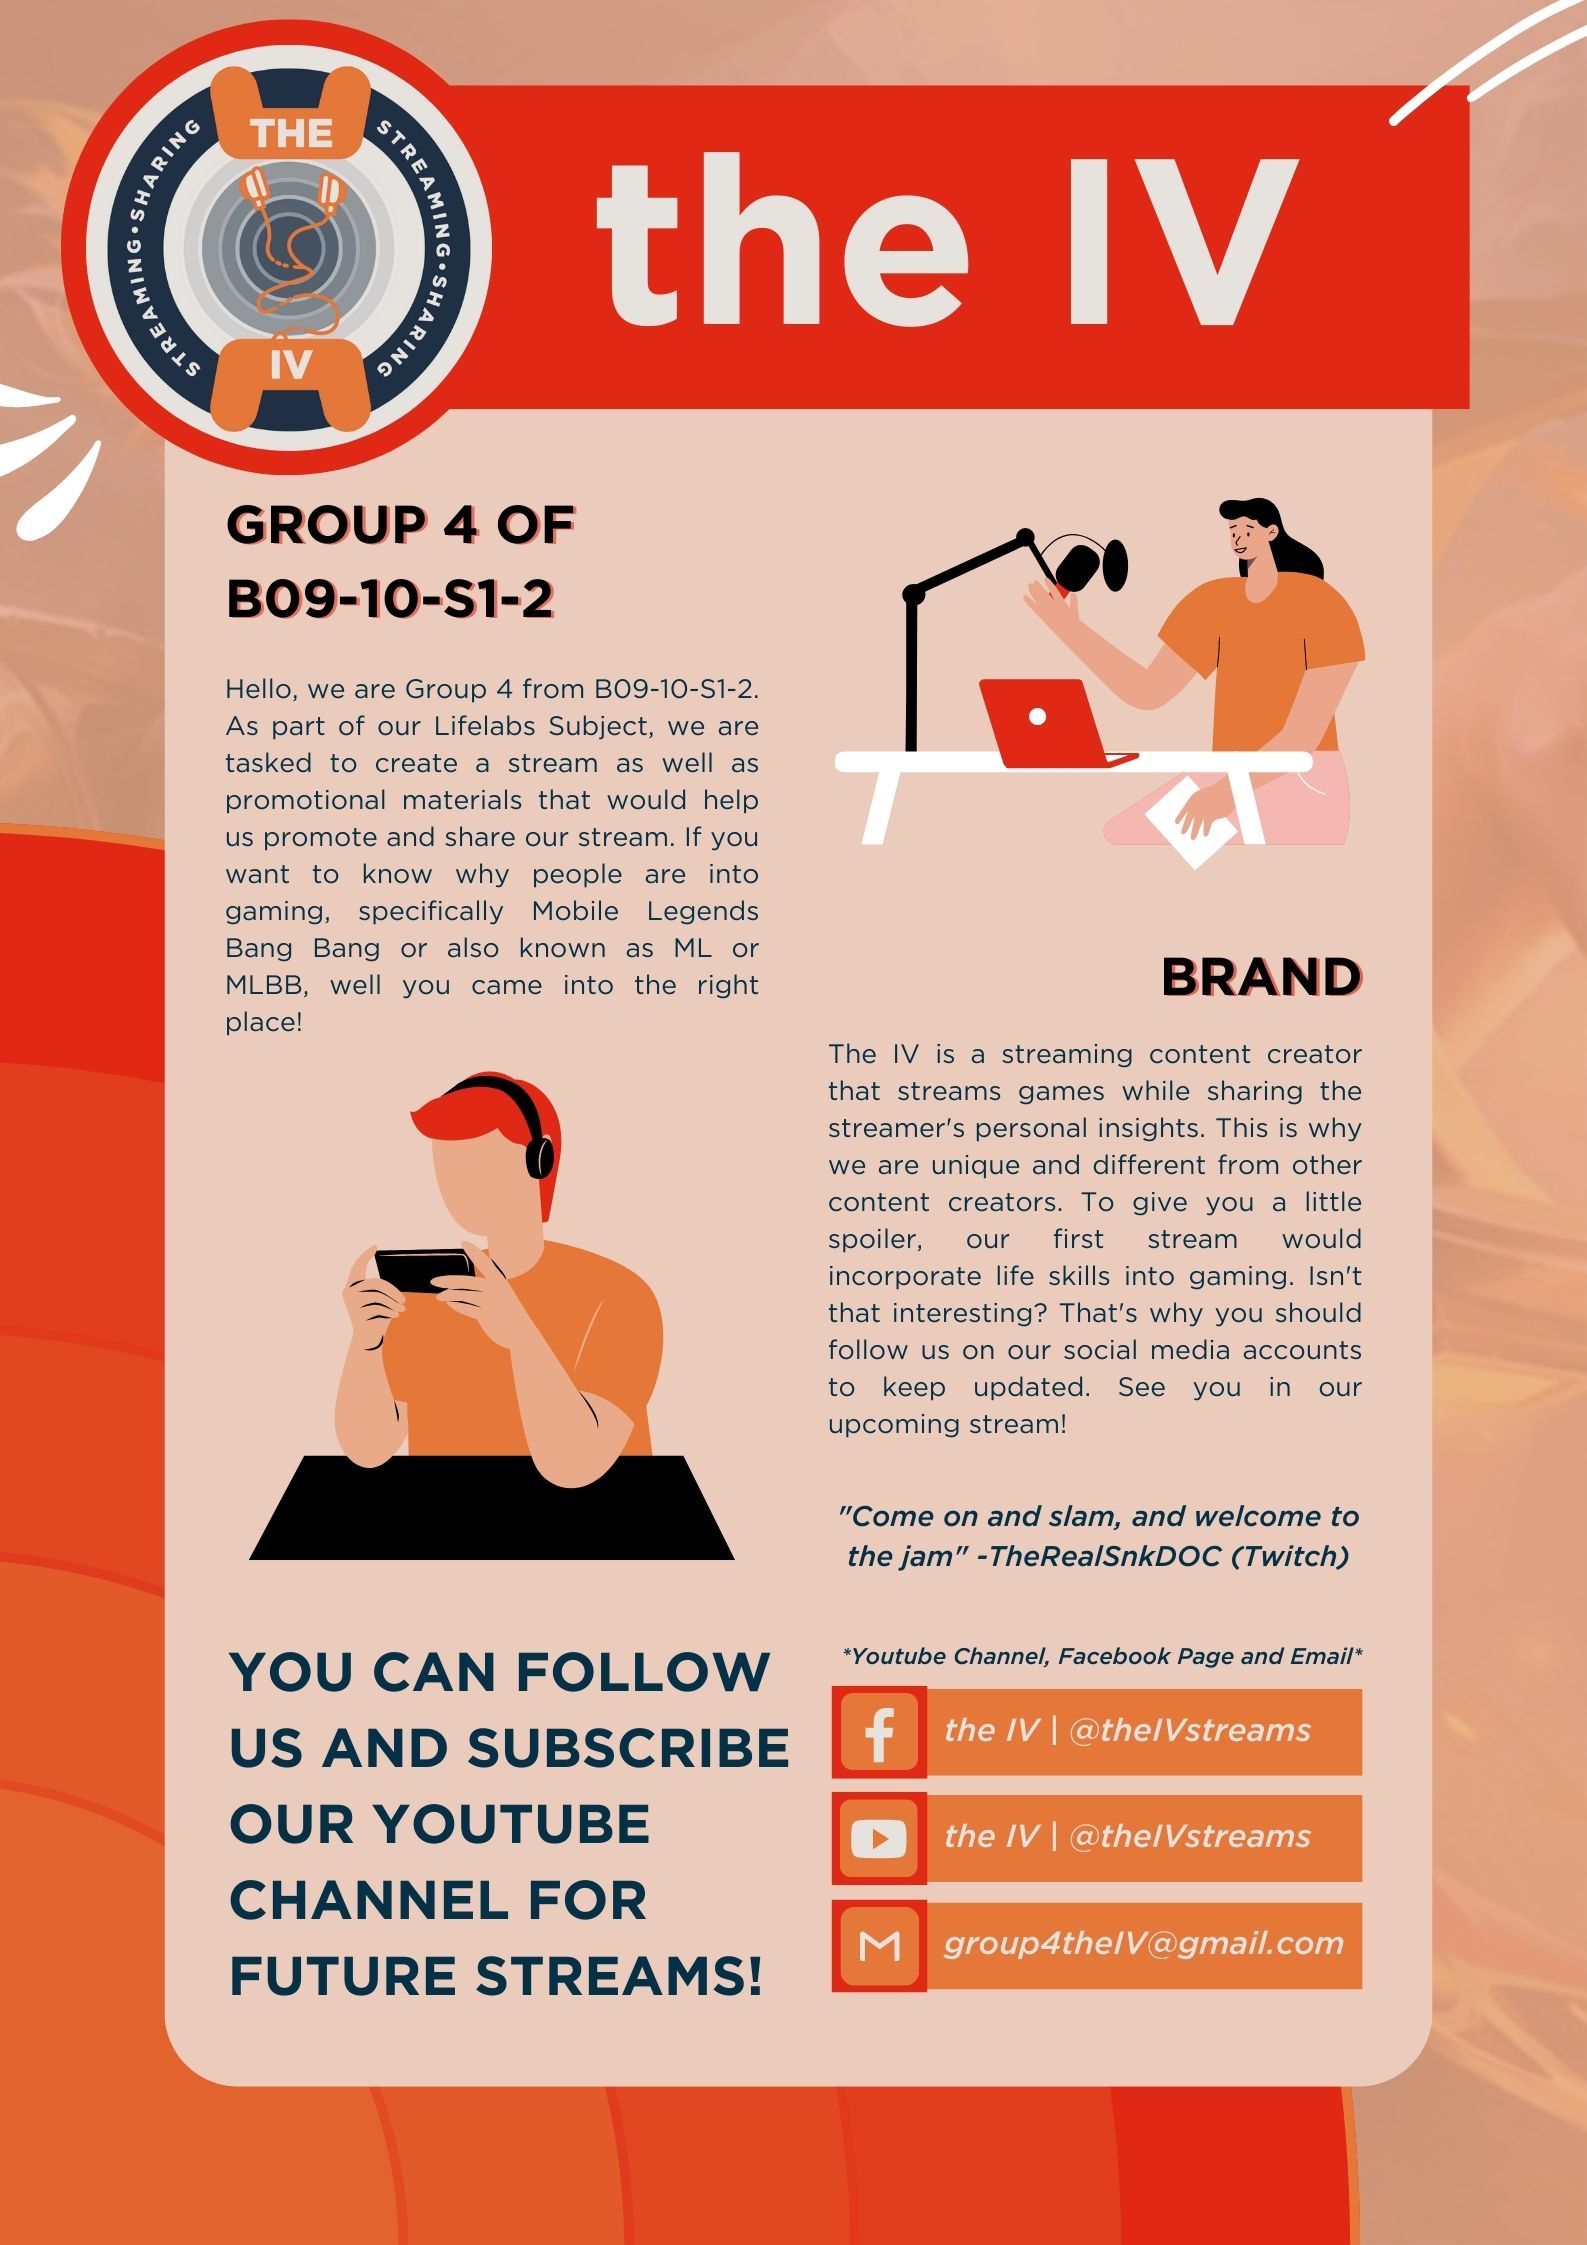 THE
STREAMING•SHARING
STREAMING•SHARING
IV
the IV
GROUP 4 OF
B09-10-S1-2
Hello, we are Group 4 from B09-10-S1-2.
As part of our Lifelabs Subject, we are
tasked to create a stream as well as
promotional materials that would help
us promote and share our stream. If you
want to know why people are into
gaming, specifically Mobile Legends
Bang Bang or also known as ML or
MLBB, well you came into the right
place!
BRAND
The IV is a streaming content creator
that streams games while sharing the
streamer's personal insights. This is why
we are unique and different from other
content creators. To give you a little
spoiler, our first stream would
incorporate life skills into gaming. Isn't
that interesting? That's why you should
follow us on our social media accounts
to keep updated. See you in our
upcoming stream!
"Come on and slam, and welcome to
the jam" -TheRealSnkDOC (Twitch)
YOU CAN FOLLOW
US AND SUBSCRIBE
OUR YOUTUBE
CHANNEL FOR
FUTURE STREAMS!
*Youtube Channel, Facebook Page and Email*
the IV | @theIVstreams
the IV | @theIVstreams
group4theIV@gmail.com